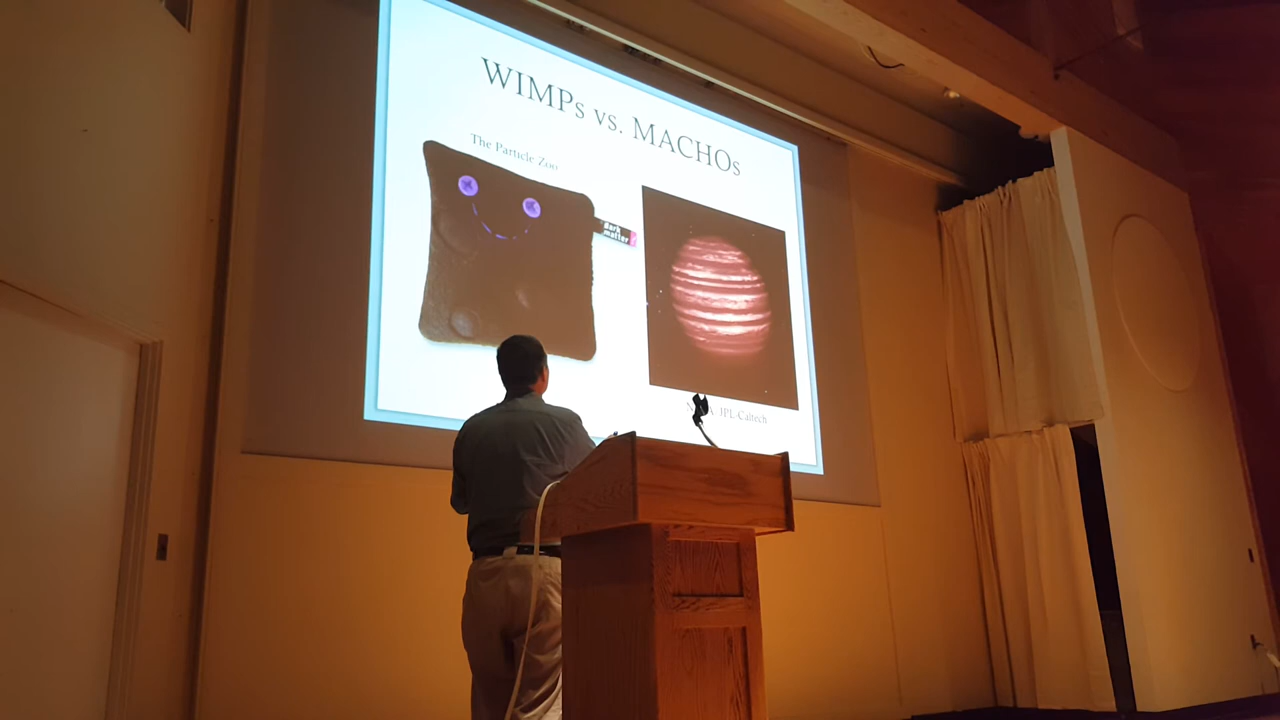 WIMPs vs. MACHOs
The Particle Zoo
dark
matter
JPL-Caltech